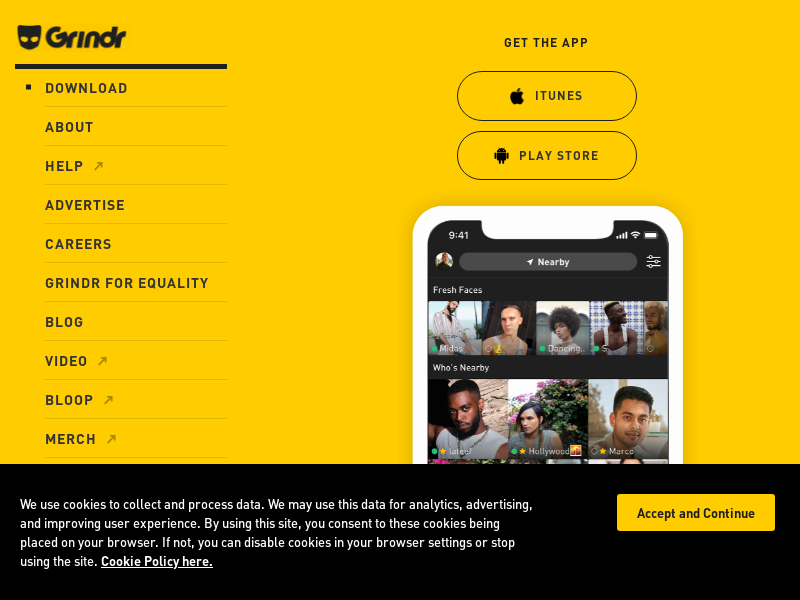 Grindr
DOWNLOAD
ABOUT
HELP
ADVERTISE
CAREERS
GRINDR FOR EQUALITY
BLOG
VIDEO
BLOOP
MERCH
GET THE APP
ITUNES
PLAY STORE
9:41
Nearby
Fresh Faces
Midas
Dancing..
S
Who's Nearby
lateef
Hollywood
Marco
We use cookies to collect and process data. We may use this data for analytics, advertising,
and improving user experience. By using this site, you consent to these cookies being
placed on your browser. If not, you can disable cookies in your browser settings or stop
using the site. Cookie Policy here.
Accept and Continue